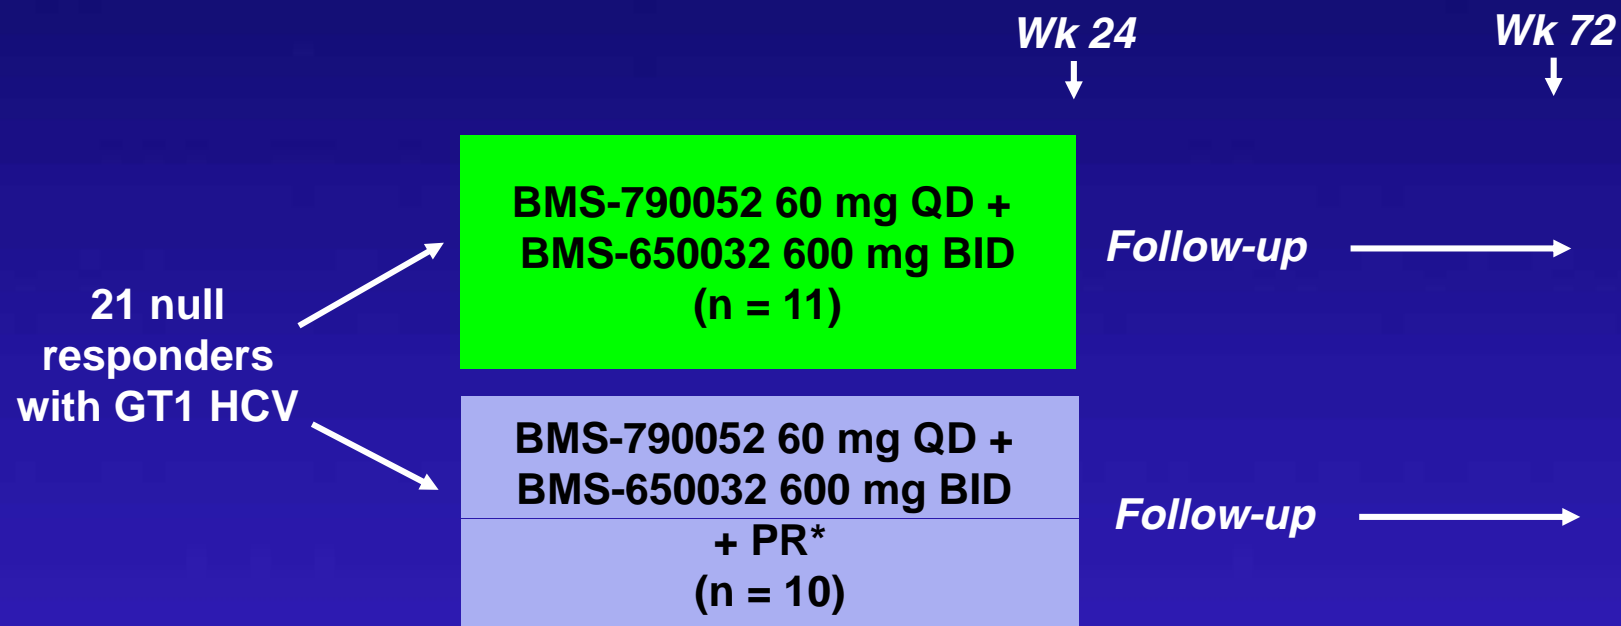 Wk 24
Wk 72
BMS-790052 60 mg QD +
BMS-650032 600 mg BID
(n = 11)
Follow-up
21 null
responders
with GT1 HCV
BMS-790052 60 mg QD +
BMS-650032 600 mg BID
+ PR*
(n = 10)
Follow-up